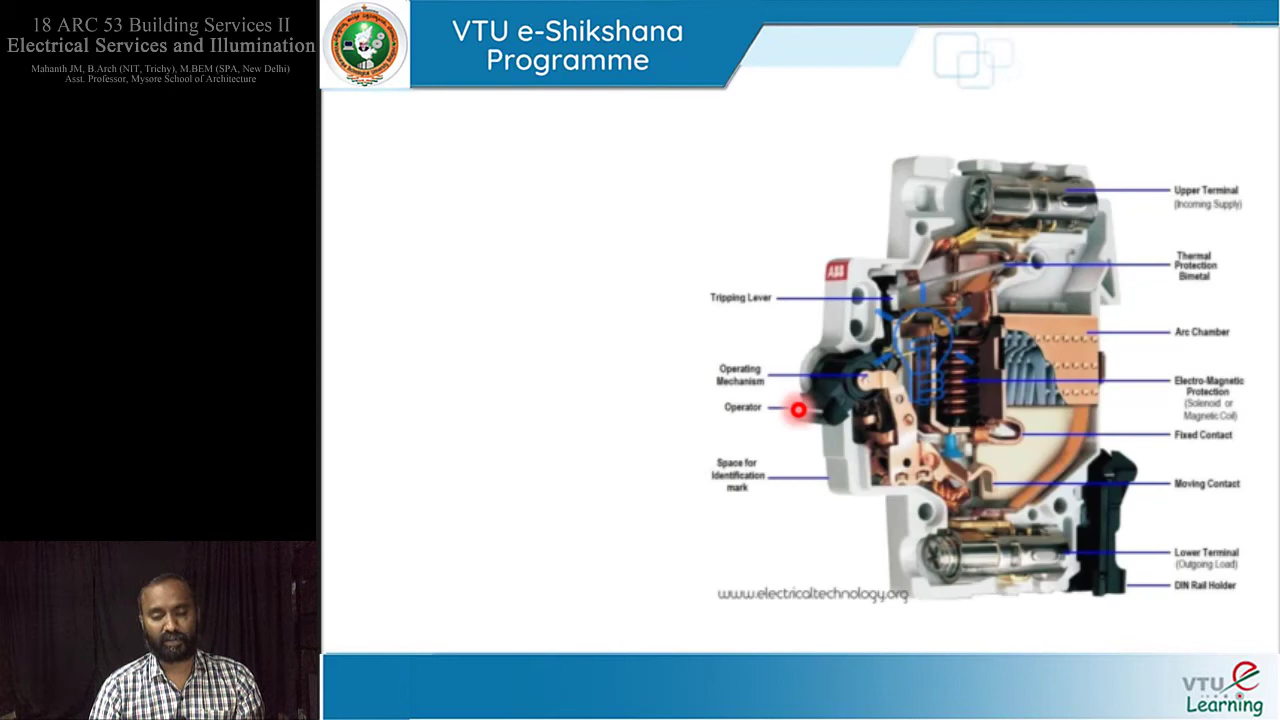 18 ARC 53 Building Services II
Electrical Services and Illumination
Mahanth JM, B.Arch (NIT, Trichy), M.BEM (SPA, New Delhi)
Asst. Professor, Mysore School of Architecture
VTU e-Shikshana
Programme
ABB
Tripping Lever
Operating
Mechanism
Operator
Space for
Identification
mark
Upper Terminal
(Incoming Supply)
Thermal
Protection
Bimetal
Arc Chamber
Electro-Magnetic
Protection
(Solenoid or
Magnetic Coil)
Fixed Contact
Moving Contact
Lower Terminal
(Outgoing Load)
DIN Rail Holder
www.electricaltechnology.org
VTU e
Learning